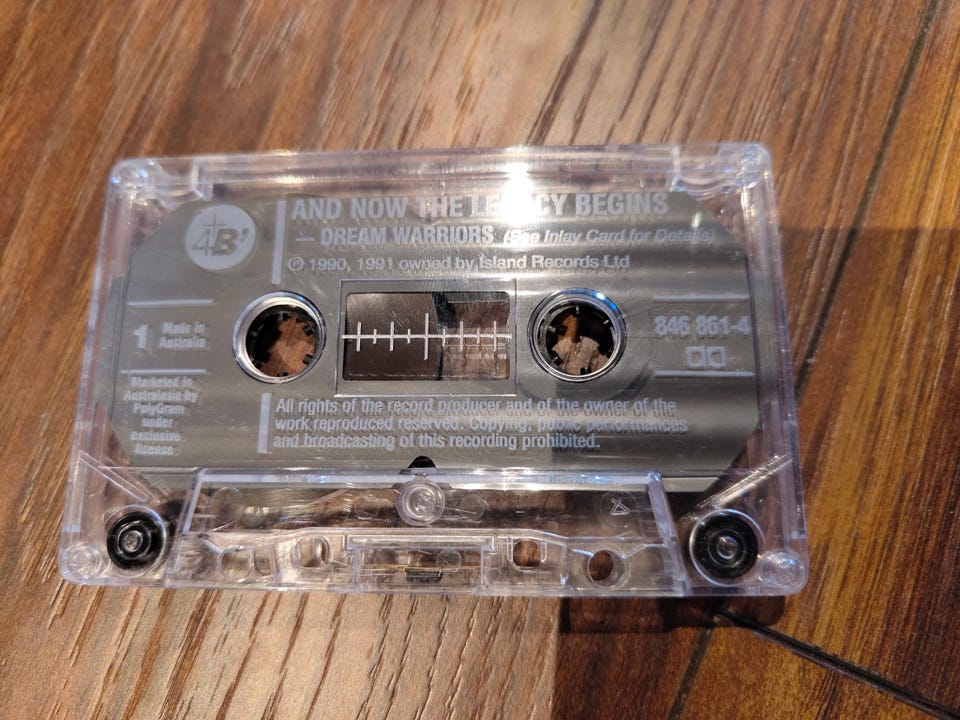 4B'
AND NOW THE LEGACY BEGINS
— DREAM WARRIORS (See Inlay Card for Details)
℗ 1990, 1991 owned by Island Records Ltd
1
Made in
Australia
846 861-4
Marketed in
Australasia by
PolyGram
under
exclusive
licence
All rights of the record producer and of the owner of the
work reproduced reserved. Copying, public performances
and broadcasting of this recording prohibited.